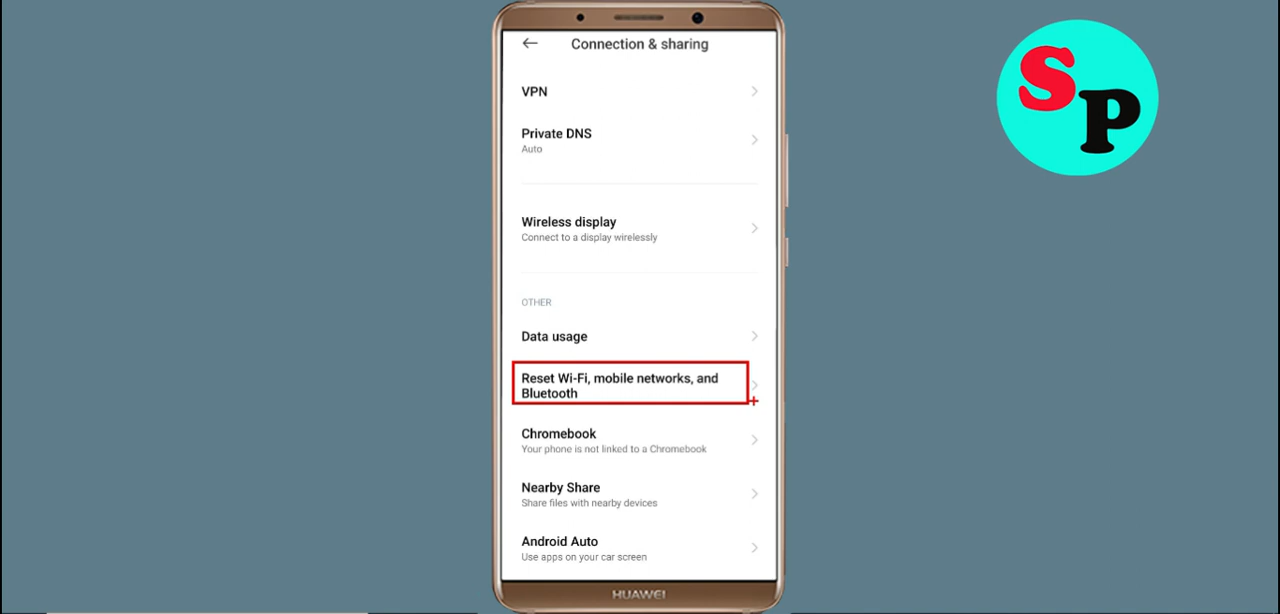 Connection & sharing
VPN
Private DNS
Auto
Wireless display
Connect to a display wirelessly
OTHER
Data usage
Reset Wi-Fi, mobile networks, and
Bluetooth
Chromebook
Your phone is not linked to a Chromebook
Nearby Share
Share files with nearby devices
Android Auto
Use apps on your car screen
HUAWEI
SP